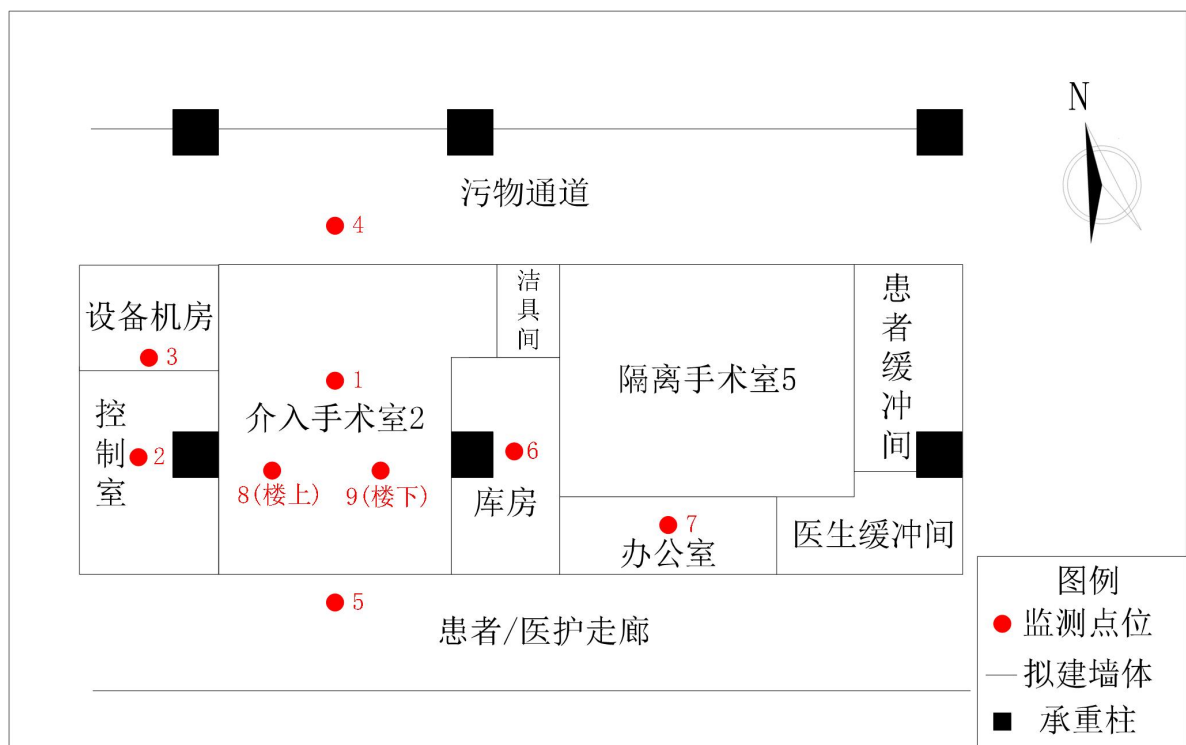 N
污物通道
4
设备机房
3
洁具间
患者缓冲间
隔离手术室5
1
介入手术室2
控制室
2
6
8(楼上)
9(楼下)
库房
7
办公室
医生缓冲间
5
患者/医护走廊
图例
监测点位
拟建墙体
承重柱